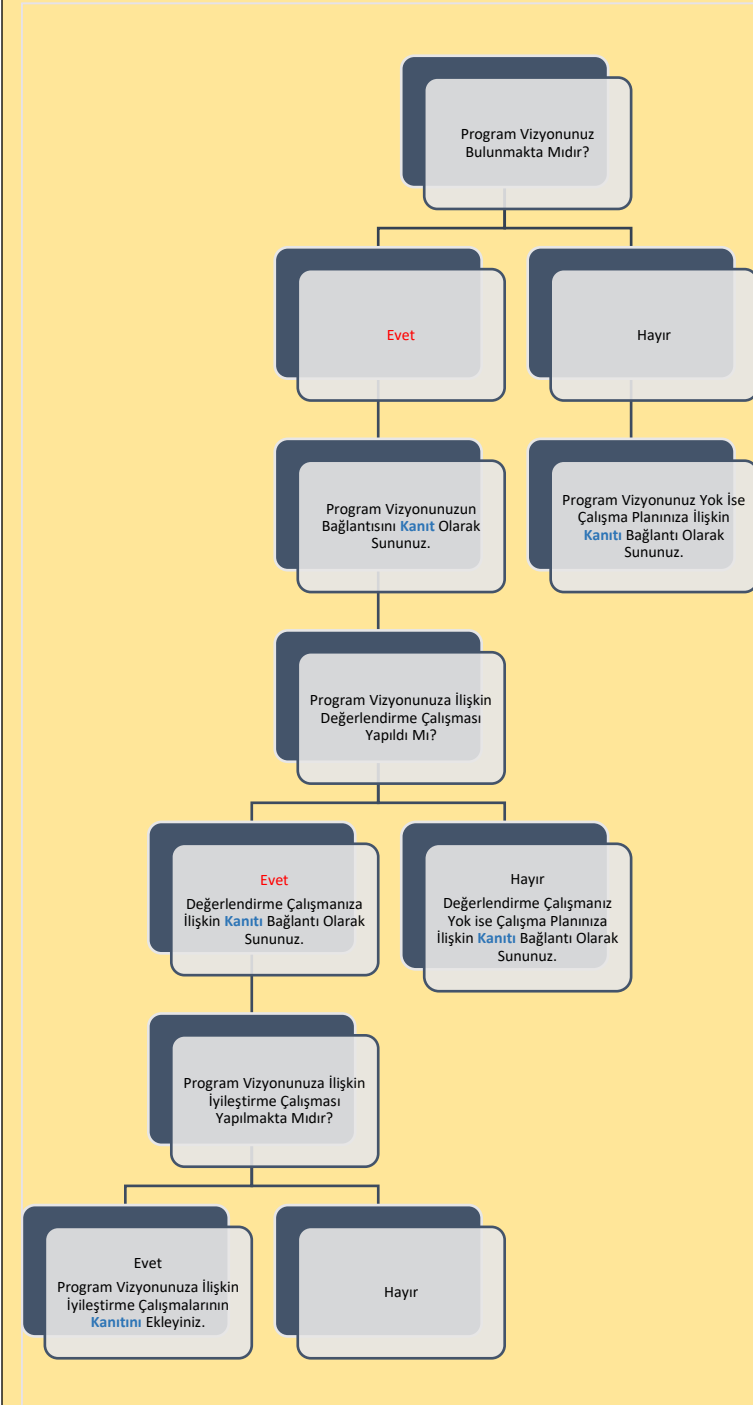 Program Vizyonunuz
Bulunmakta Mıdır?
Evet
Hayır
Program Vizyonunuzun
Bağlantısını Kanıt Olarak
Sununuz.
Program Vizyonunuz Yok İse
Çalışma Planınıza İlişkin
Kanıtı Bağlantı Olarak
Sununuz.
Program Vizyonunuza İlişkin
Değerlendirme Çalışması
Yapıldı Mı?
Evet
Değerlendirme Çalışmanıza
İlişkin Kanıtı Bağlantı Olarak
Sununuz.
Hayır
Değerlendirme Çalışmanız
Yok ise Çalışma Planınıza
İlişkin Kanıtı Bağlantı Olarak
Sununuz.
Program Vizyonunuza İlişkin
İyileştirme Çalışması
Yapılmakta Mıdır?
Evet
Program Vizyonunuza İlişkin
İyileştirme Çalışmalarının
Kanıtını Ekleyiniz.
Hayır